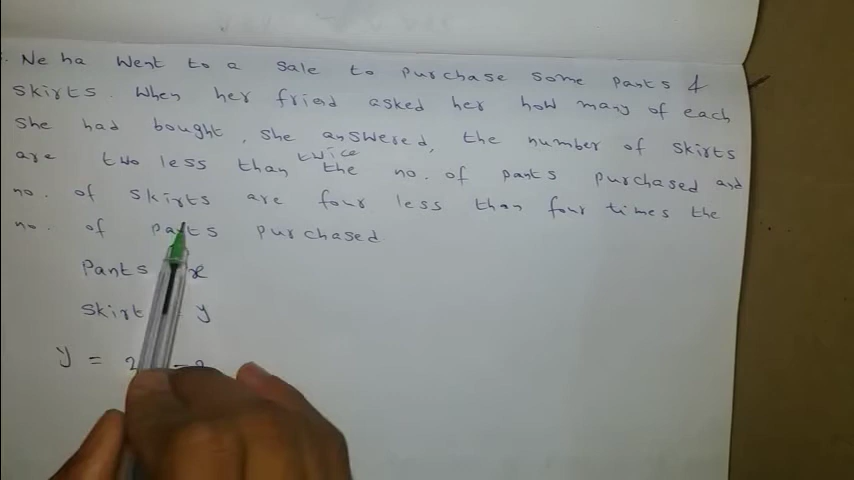 Neha went to a sale to purchase some pants &
skirts. When her friend asked her how many of each
she had bought, she answered, the number of skirts
are two less than twice the no. of pants purchased and
no. of skirts are four less than four times the
no. of pants purchased
Pants x
Skirt y
y = 2